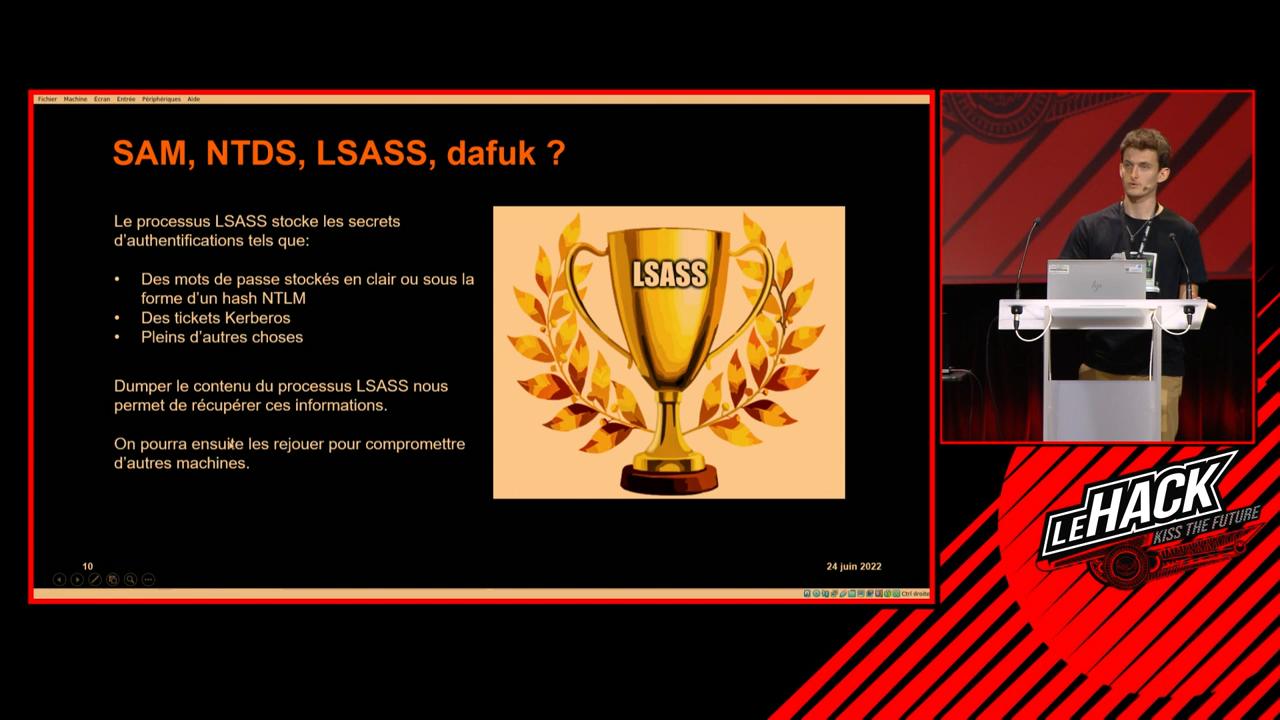 Fichier Machine Écran Entrée Périphériques Aide
SAM, NTDS, LSASS, dafuk ?
Le processus LSASS stocke les secrets
d'authentifications tels que:
• Des mots de passe stockés en clair ou sous la
forme d'un hash NTLM
• Des tickets Kerberos
• Pleins d'autres choses
Dumper le contenu du processus LSASS nous
permet de récupérer ces informations.
On pourra ensuite les rejouer pour compromettre
d'autres machines.
LSASS
10
24 juin 2022
Ctrl droite
hp
LEHACK
KISS THE FUTURE